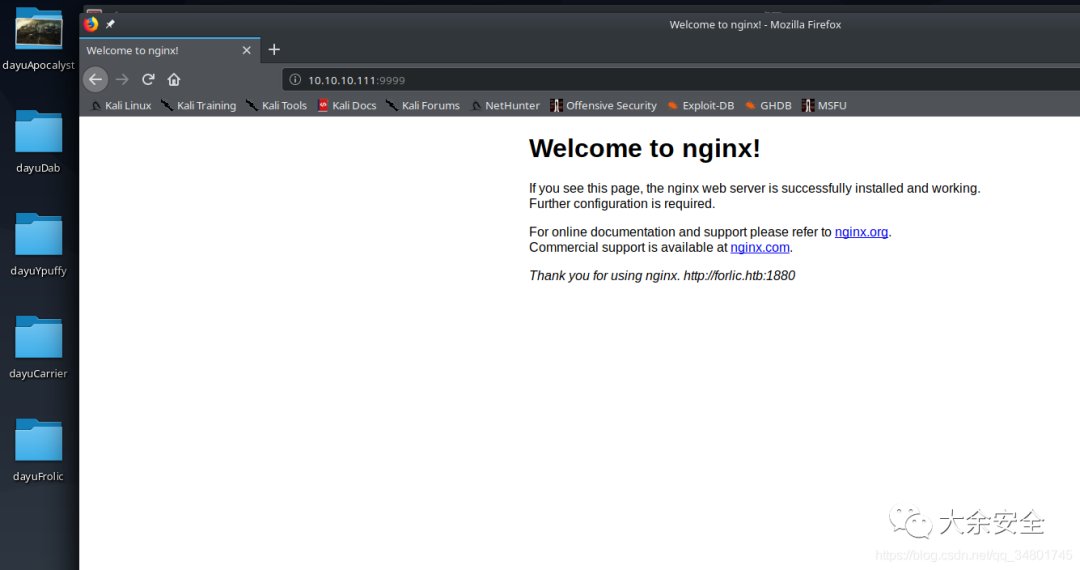 dayuApocalyst
dayuDab
dayuYpuffy
dayuCarrier
dayuFrolic
Welcome to nginx! - Mozilla Firefox
Welcome to nginx!
10.10.10.111:9999
Kali Linux Kali Training Kali Tools Kali Docs Kali Forums NetHunter Offensive Security Exploit-DB GHDB MSFU
Welcome to nginx!
If you see this page, the nginx web server is successfully installed and working.
Further configuration is required.
For online documentation and support please refer to nginx.org.
Commercial support is available at nginx.com.
Thank you for using nginx. http://forlic.htb:1880
大余安全
https://blog.csdn.net/qq_34801745